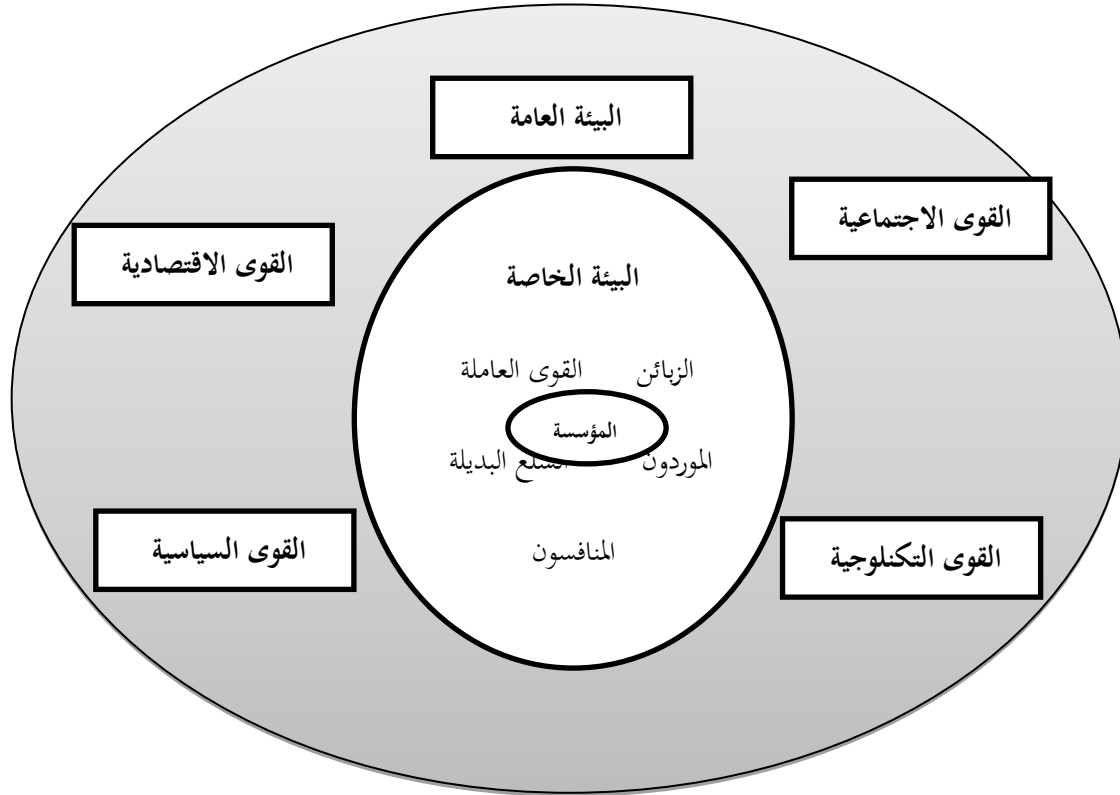 البيئة العامة
القوى الاجتماعية
القوى الاقتصادية
البيئة الخاصة
الزبائن القوى العاملة
المؤسسة
الموردون السلع البديلة
القوى التكنلوجية
القوى السياسية
المنافسون